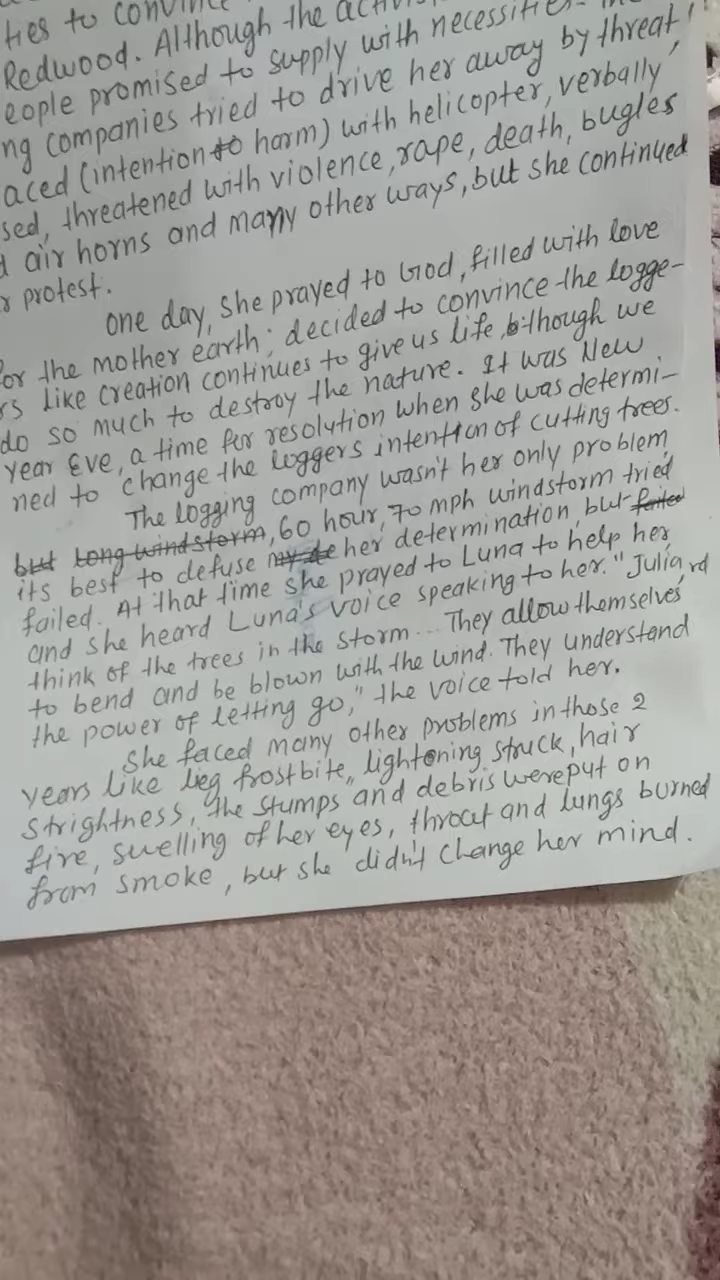 ties to convince
Redwood. Although the activis
eople promised to supply with necessities.
ng companies tried to drive her away by threat,
aced (intention to harm) with helicopter, verbally
sed, threatened with violence, rape, death, bugles
d air horns and many other ways, but she continued
r protest.
One day, she prayed to God, filled with love
for the mother earth; decided to convince the logge-
rs like creation continues to give us life, although we
do so much to destroy the nature. It was New
year Eve, a time for resolution when she was determi-
ned to change the loggers intention of cutting trees.
The logging company wasn't her only problem
but long windstorm, 60 hour, 70 mph windstorm tried
its best to defuse her determination but failed
failed. At that time she prayed to Luna to help her
and she heard Luna's voice speaking to her. "Julia
think of the trees in the storm... They allow themselves
to bend and be blown with the wind. They understand
the power of letting go," the voice told her.
She faced many other problems in those 2
years like leg frostbite, lightening struck, hair
strightness, the stumps and debris were put on
fire, swelling of her eyes, throat and lungs burned
from smoke, but she didn't change her mind.